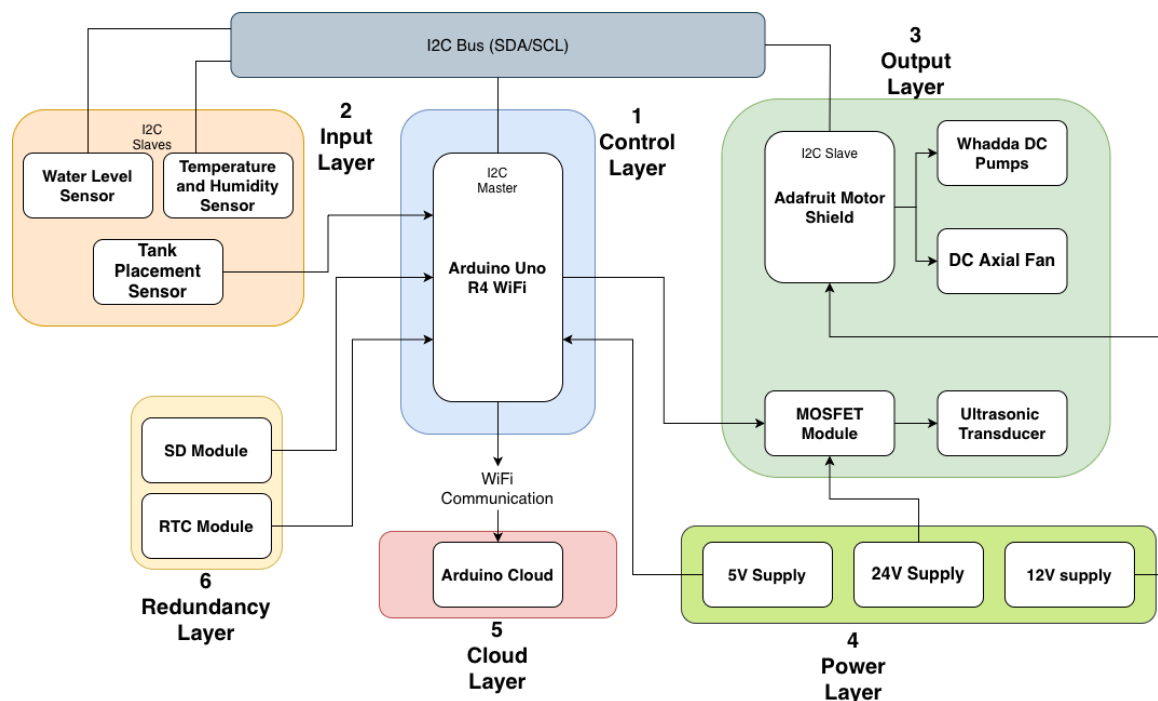 I2C Bus (SDA/SCL)
2
Input
Layer
I2C
Slaves
Water Level
Sensor
Temperature
and Humidity
Sensor
Tank
Placement
Sensor
1
Control
Layer
I2C
Master
Arduino Uno
R4 WiFi
3
Output
Layer
I2C Slave
Adafruit Motor
Shield
Whadda DC
Pumps
DC Axial Fan
MOSFET
Module
Ultrasonic
Transducer
SD Module
RTC Module
6
Redundancy
Layer
WiFi
Communication
Arduino Cloud
5
Cloud
Layer
5V Supply
24V Supply
12V supply
4
Power
Layer